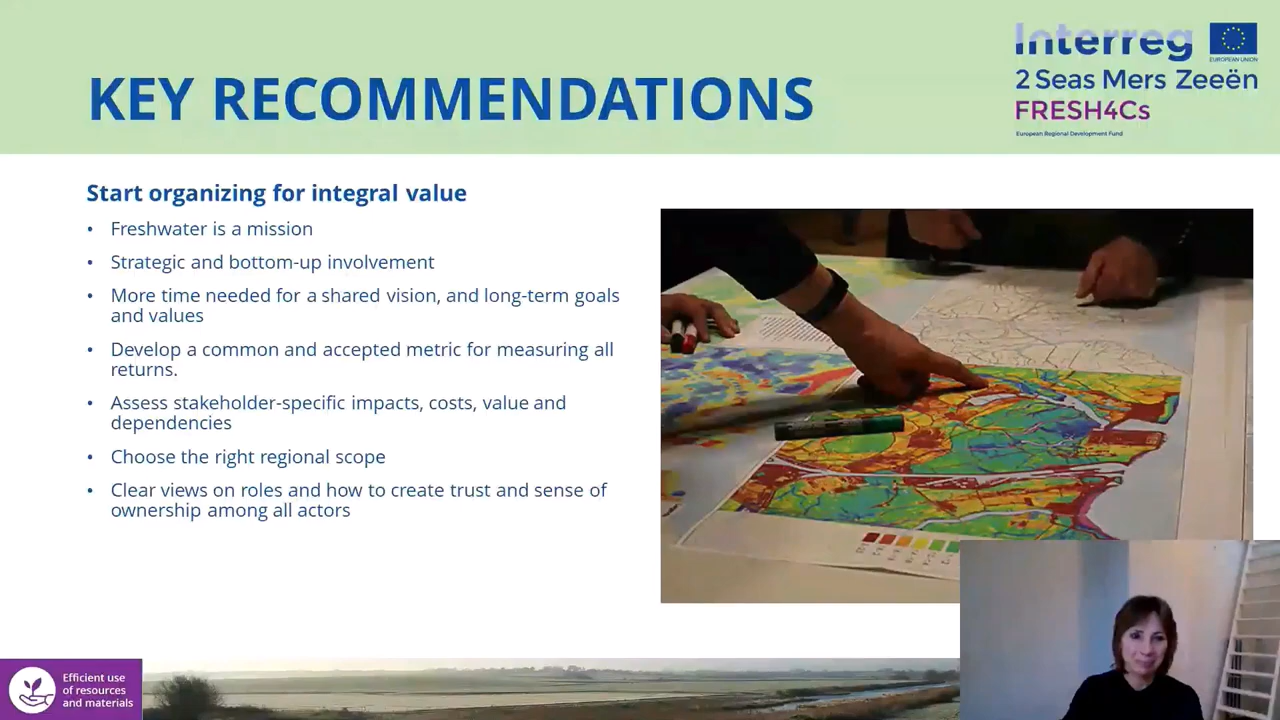 KEY RECOMMENDATIONS
Interreg
EUROPEAN UNION
2 Seas Mers Zeeën
FRESH4Cs
European Regional Development Fund
Start organizing for integral value
• Freshwater is a mission
• Strategic and bottom-up involvement
• More time needed for a shared vision, and long-term goals
and values
• Develop a common and accepted metric for measuring all
returns.
• Assess stakeholder-specific impacts, costs, value and
dependencies
• Choose the right regional scope
• Clear views on roles and how to create trust and sense of
ownership among all actors
Efficient use
of resources
and materials